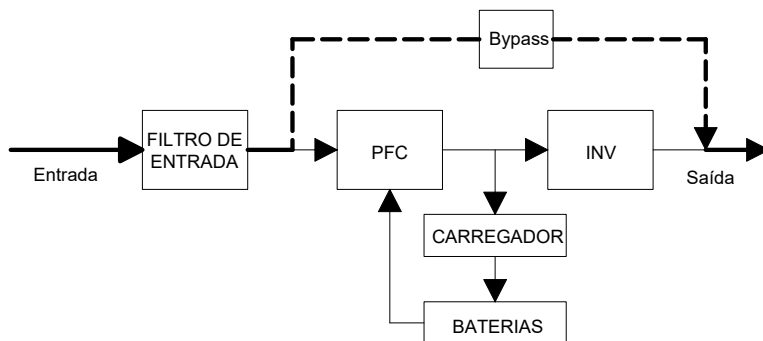 Bypass
FILTRO DE
ENTRADA
PFC
INV
Entrada
Saída
CARREGADOR
BATERIAS